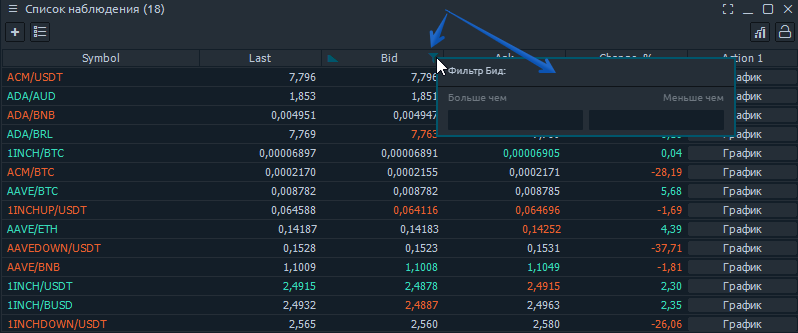 Список наблюдения (18)
Symbol Last Bid Ask Change, % Action 1
ACM/USDT 7,796 7,796 График
ADA/AUD 1,853 1,851 График
ADA/BNB 0,004951 0,004947 График
ADA/BRL 7,769 7,763 График
Фильтр Бид:
Больше чем Меньше чем
1INCH/BTC 0,00006897 0,00006891 0,00006905 0,04 График
ACM/BTC 0,0002170 0,0002155 0,0002171 -28,19 График
AAVE/BTC 0,008782 0,008782 0,008785 5,68 График
1INCHUP/USDT 0,064588 0,064116 0,064696 -1,69 График
AAVE/ETH 0,14187 0,14183 0,14252 4,39 График
AAVEDOWN/USDT 0,1528 0,1523 0,1531 -37,71 График
AAVE/BNB 1,1009 1,1008 1,1049 -1,81 График
1INCH/USDT 2,4915 2,4878 2,4915 2,30 График
1INCH/BUSD 2,4932 2,4887 2,4963 2,35 График
1INCHDOWN/USDT 2,565 2,560 2,580 -26,06 График